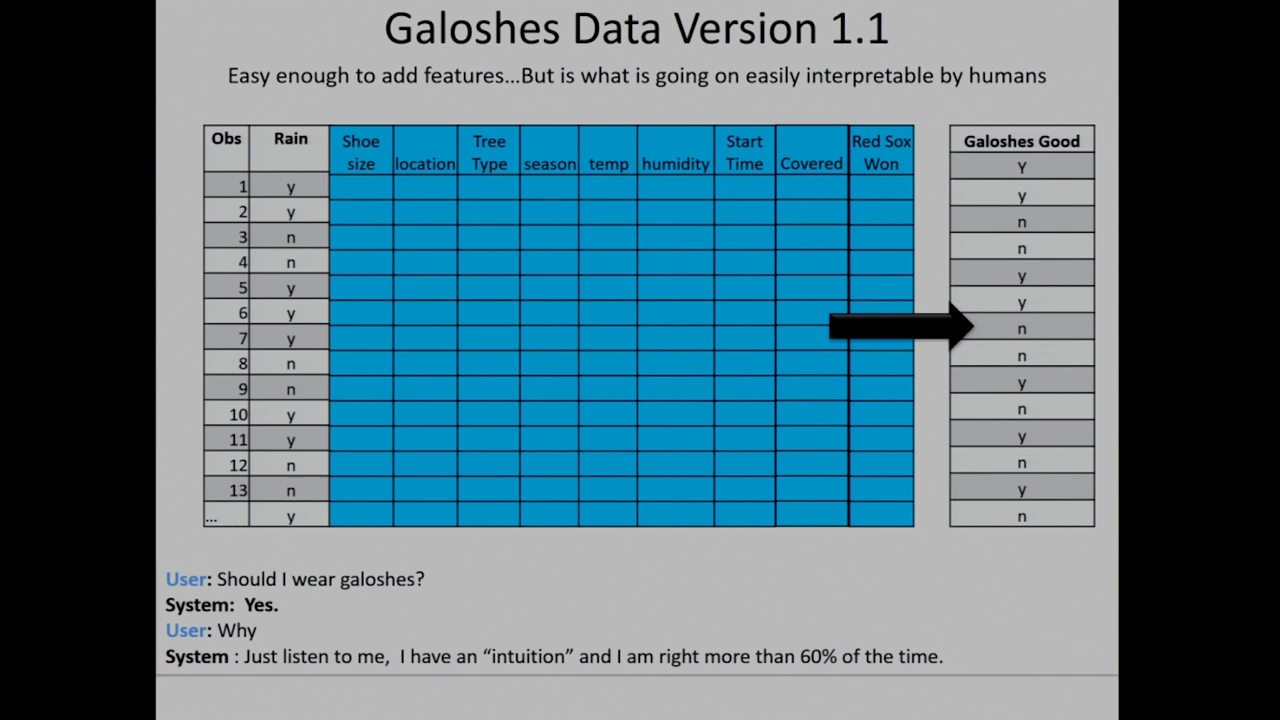 Galoshes Data Version 1.1
Easy enough to add features...But is what is going on easily interpretable by humans
Obs Rain Shoe size location Tree Type season temp humidity Start Time Covered Red Sox Won Galoshes Good
Y
1 y y
2 y n
3 n n
4 n y
5 y y
6 y n
7 y n
8 n y
9 n n
10 y y
11 y n
12 n y
13 n n
... y
User: Should I wear galoshes?
System: Yes.
User: Why
System : Just listen to me, I have an “intuition” and I am right more than 60% of the time.